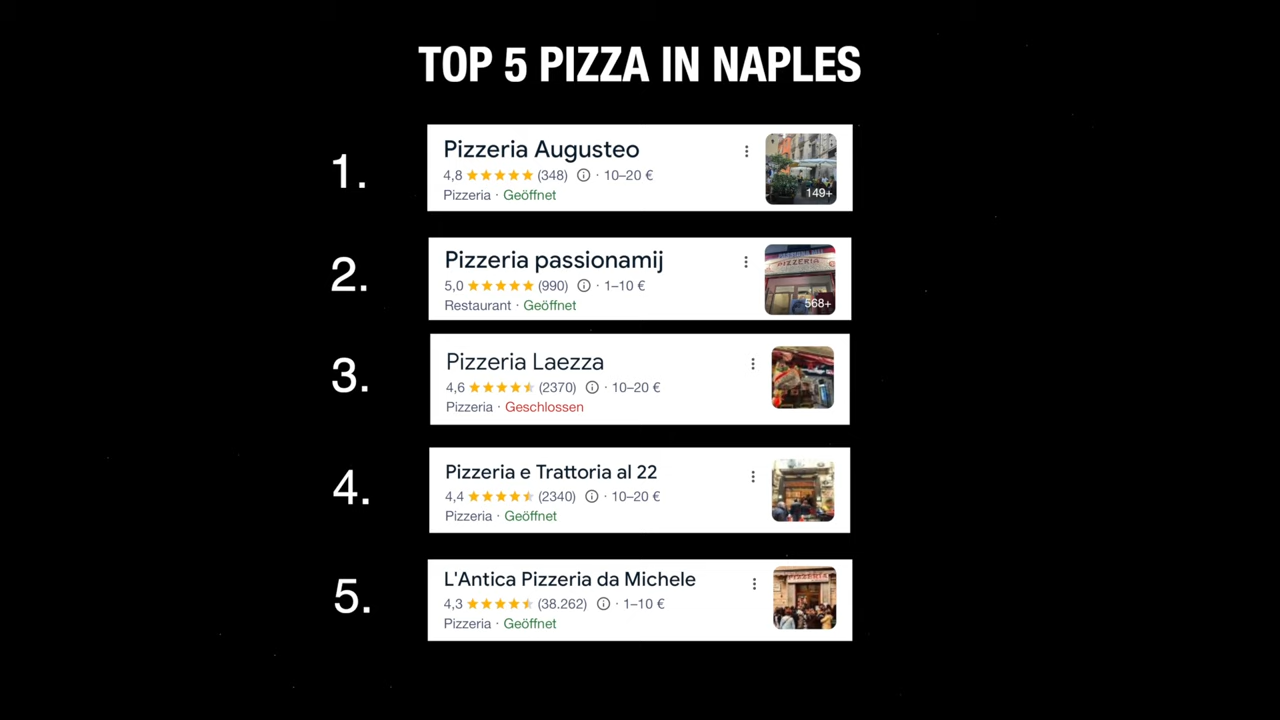 TOP 5 PIZZA IN NAPLES
1.
Pizzeria Augusteo
4,8 (348) · 10–20 €
Pizzeria · Geöffnet
149+
2.
Pizzeria passionamij
5,0 (990) · 1–10 €
Restaurant · Geöffnet
PIZZERIA
568+
3.
Pizzeria Laezza
4,6 (2370) · 10–20 €
Pizzeria · Geschlossen
4.
Pizzeria e Trattoria al 22
4,4 (2340) · 10–20 €
Pizzeria · Geöffnet
5.
L'Antica Pizzeria da Michele
4,3 (38.262) · 1–10 €
Pizzeria · Geöffnet
PIZZERIA